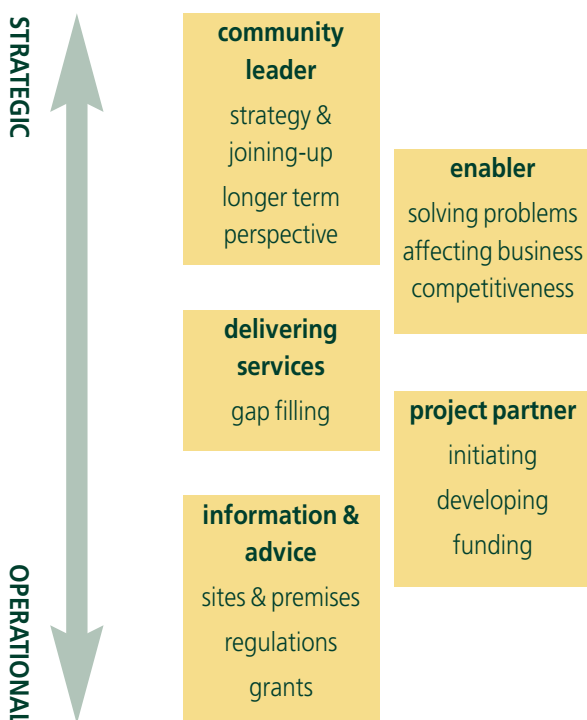 STRATEGIC
community
leader
strategy &
joining-up
longer term
perspective
enabler
solving problems
affecting business
competitiveness
delivering
services
gap filling
project partner
initiating
developing
funding
information &
advice
sites & premises
regulations
grants
OPERATIONAL